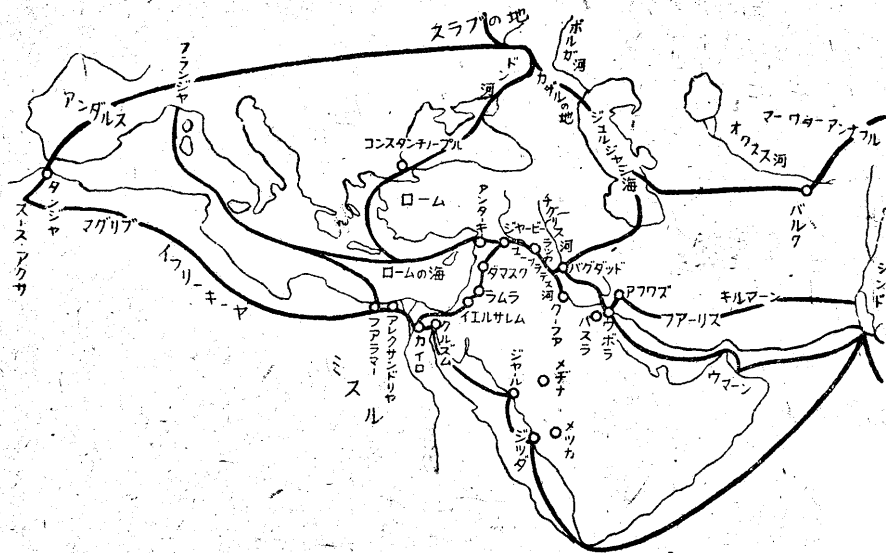 スラブの地
ボルガ河
ドン河
カザルの地
フランジャ
アンダルス
コンスタンチノープル
ジュルジャン海
オクスス河
マーワラーアンナフル
タンジャ
スース・アクサ
マグリブ
イフリーキーヤ
ローム
ロームの海
アンターキ
ジャービー
ラッカ
チグリス河
ユーフラテス河
バグダッド
バルク
シンド
ダマスク
ラムラ
イエルサレム
クーファ
アフワズ
バスラ
ウボラ
フアーリス
キルマーン
ファラマー
アレクサンドリヤ
カイロ
クルズム
ミスル
ジャル
メヂナ
ウマーン
ジッダ
メッカ